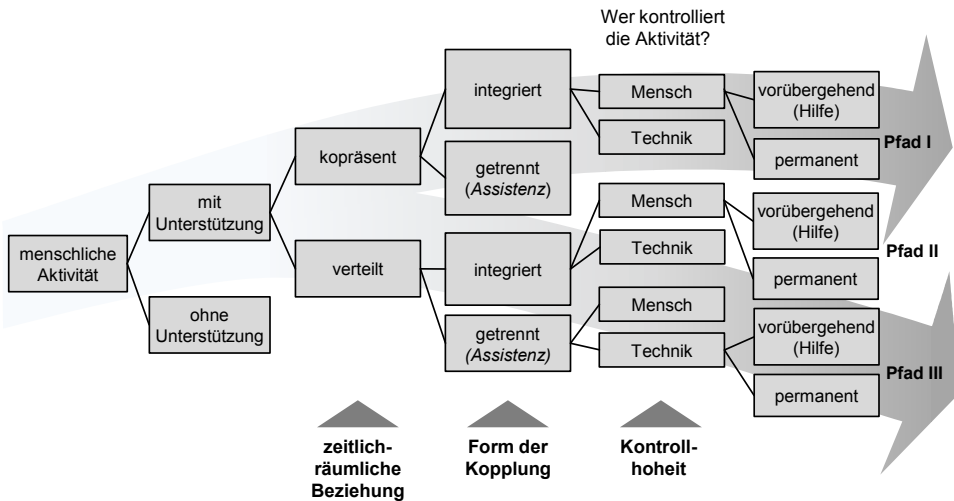 Wer kontrolliert
die Aktivität?
menschliche
Aktivität
mit
Unterstützung
ohne
Unterstützung
kopräsent
verteilt
integriert
getrennt
(Assistenz)
integriert
getrennt
(Assistenz)
Mensch
Technik
Mensch
Technik
Mensch
Technik
vorübergehend
(Hilfe)
permanent
vorübergehend
(Hilfe)
permanent
vorübergehend
(Hilfe)
permanent
Pfad I
Pfad II
Pfad III
zeitlich-
räumliche
Beziehung
Form der
Kopplung
Kontroll-
hoheit